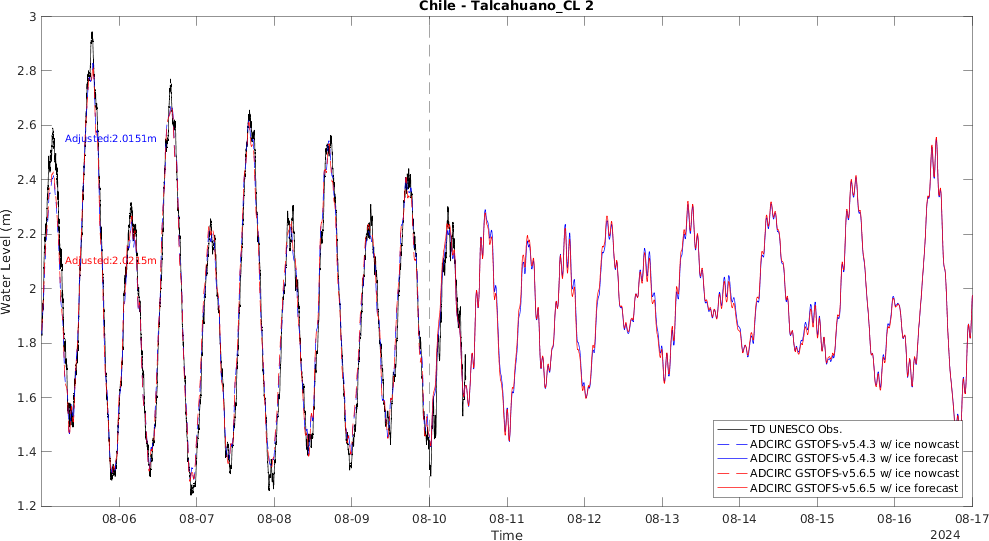 Chile - Talcahuano_CL 2
3
2.8
2.6
2.4
2.2
2
1.8
1.6
1.4
1.2
Water Level (m)
Adjusted:2.0151m
Adjusted:2.0215m
TD UNESCO Obs.
ADCIRC GSTOFS-v5.4.3 w/ ice nowcast
ADCIRC GSTOFS-v5.4.3 w/ ice forecast
ADCIRC GSTOFS-v5.6.5 w/ ice nowcast
ADCIRC GSTOFS-v5.6.5 w/ ice forecast
08-06 08-07 08-08 08-09 08-10 08-11 08-12 08-13 08-14 08-15 08-16 08-17
Time
2024